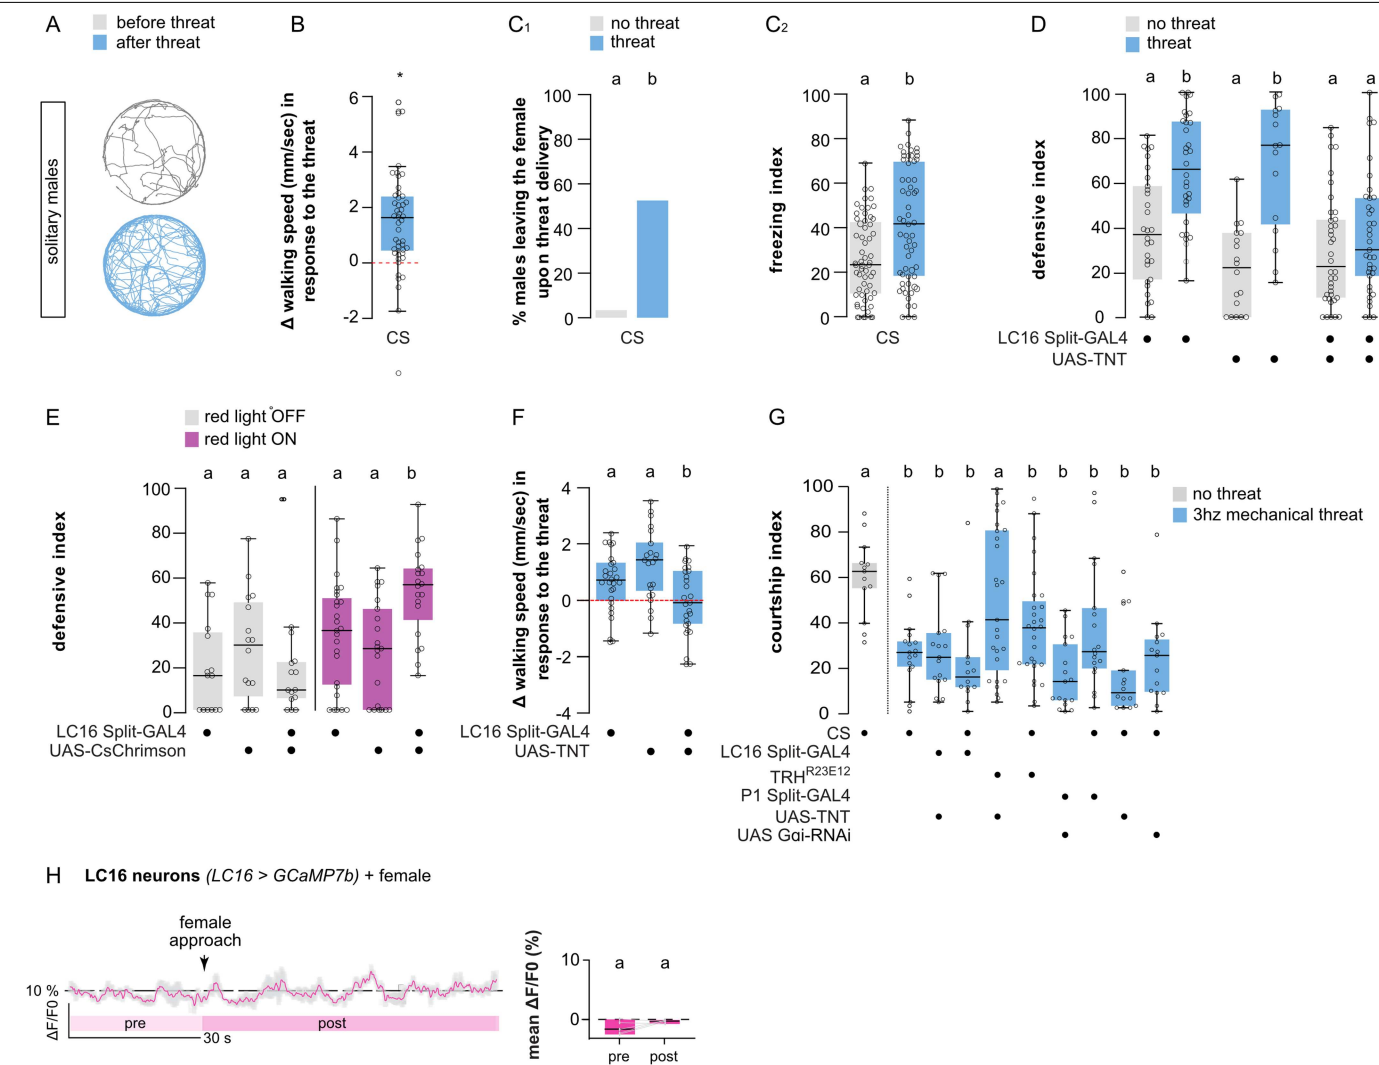 A
before threat
after threat
solitary males
B
Δ walking speed (mm/sec) in
response to the threat
*
6
4
2
0
-2
CS
C1
no threat
threat
a b
% males leaving the female
upon threat delivery
100
80
60
40
20
0
CS
C2
a b
freezing index
100
80
60
40
20
0
CS
D
no threat
threat
a b a b a a
defensive index
100
80
60
40
20
0
LC16 Split-GAL4
UAS-TNT
E
red light OFF
red light ON
a a a a a b
defensive index
100
80
60
40
20
0
LC16 Split-GAL4
UAS-CsChrimson
F
a a b
Δ walking speed (mm/sec) in
response to the threat
4
2
0
-2
-4
LC16 Split-GAL4
UAS-TNT
G
no threat
3hz mechanical threat
a b b b a b b b b b
courtship index
100
80
60
40
20
0
CS
LC16 Split-GAL4
TRHR23E12
P1 Split-GAL4
UAS-TNT
UAS Gαi-RNAi
H LC16 neurons (LC16 > GCaMP7b) + female
female
approach
10 %
ΔF/F0
pre post
30 s
mean ΔF/F0 (%)
10
0
a a
pre post